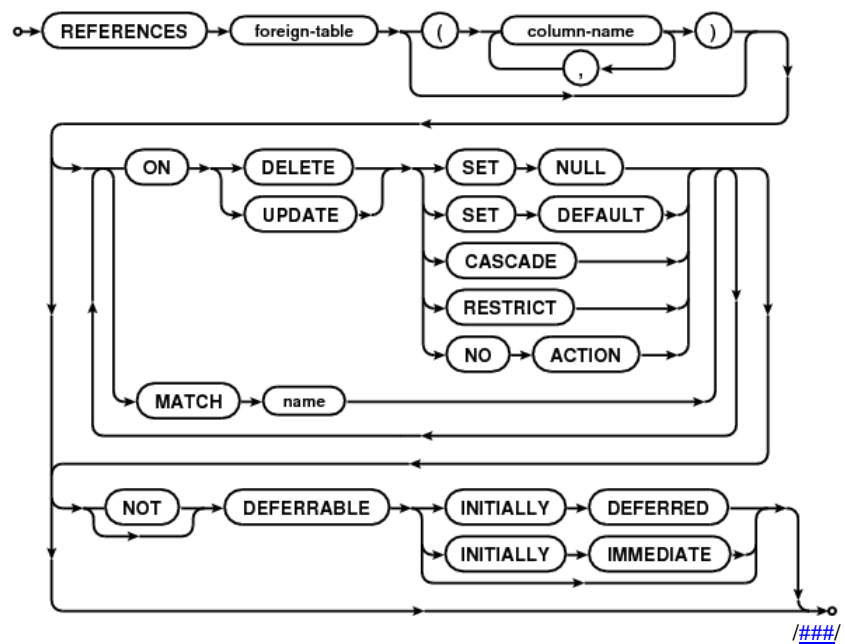 REFERENCES foreign-table ( column-name )
,
ON DELETE SET NULL
UPDATE SET DEFAULT
CASCADE
RESTRICT
NO ACTION
MATCH name
NOT DEFERRABLE INITIALLY DEFERRED
INITIALLY IMMEDIATE
/###/